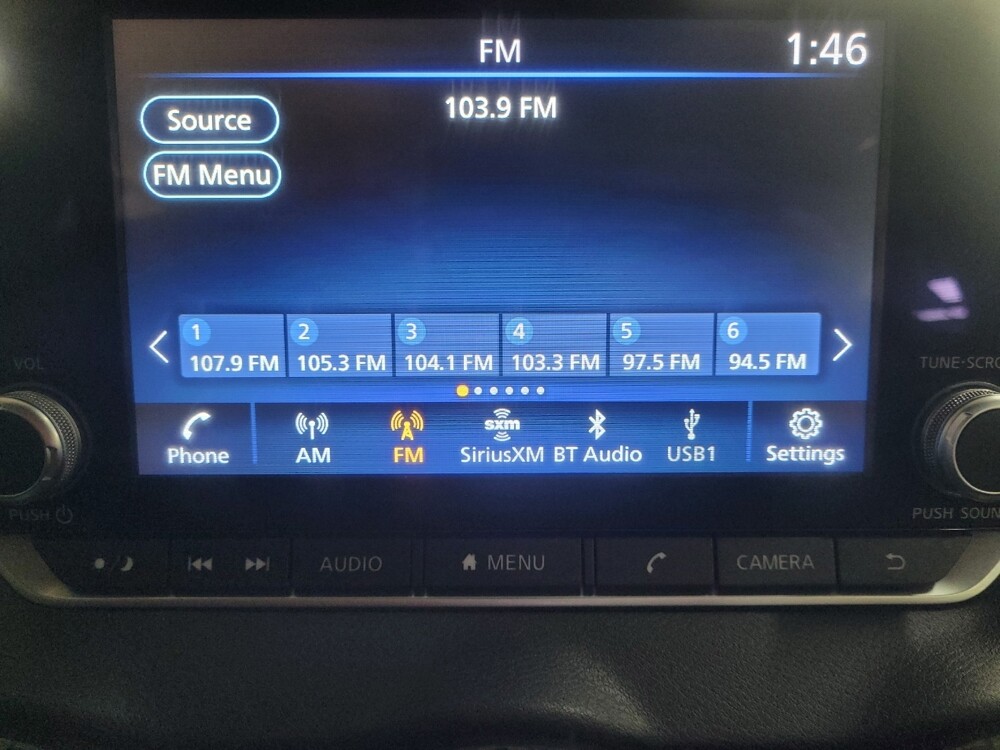 FM
1:46
103.9 FM
Source
FM Menu
1
2
3
4
5
6
107.9 FM
105.3 FM
104.1 FM
103.3 FM
97.5 FM
94.5 FM
sxm
Phone
AM
FM
SiriusXM
BT Audio
USB1
Settings
VOL
TUNE·SCRO
PUSH
PUSH SOUN
AUDIO
MENU
CAMERA